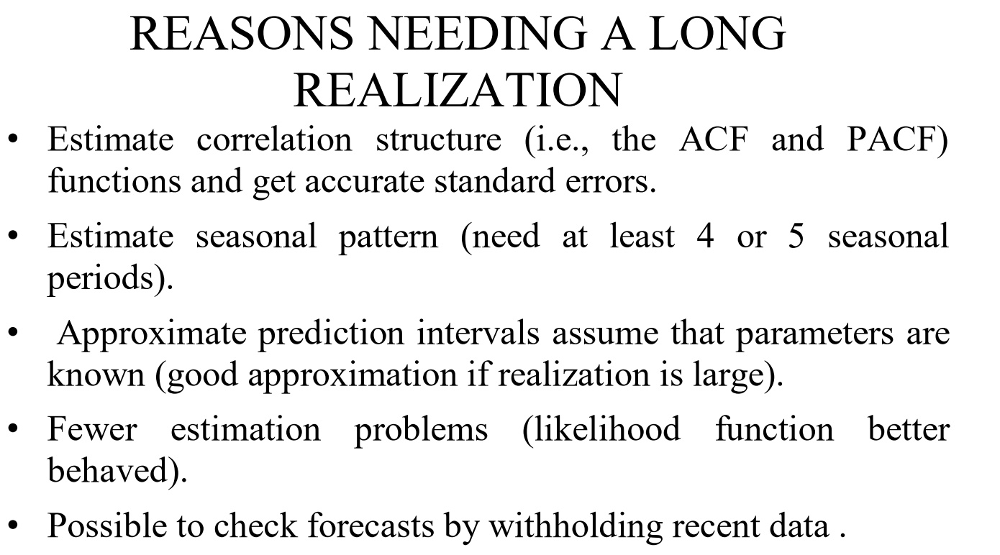 REASONS NEEDING A LONG
REALIZATION
• Estimate correlation structure (i.e., the ACF and PACF)
functions and get accurate standard errors.
• Estimate seasonal pattern (need at least 4 or 5 seasonal
periods).
• Approximate prediction intervals assume that parameters are
known (good approximation if realization is large).
• Fewer estimation problems (likelihood function better
behaved).
• Possible to check forecasts by withholding recent data .